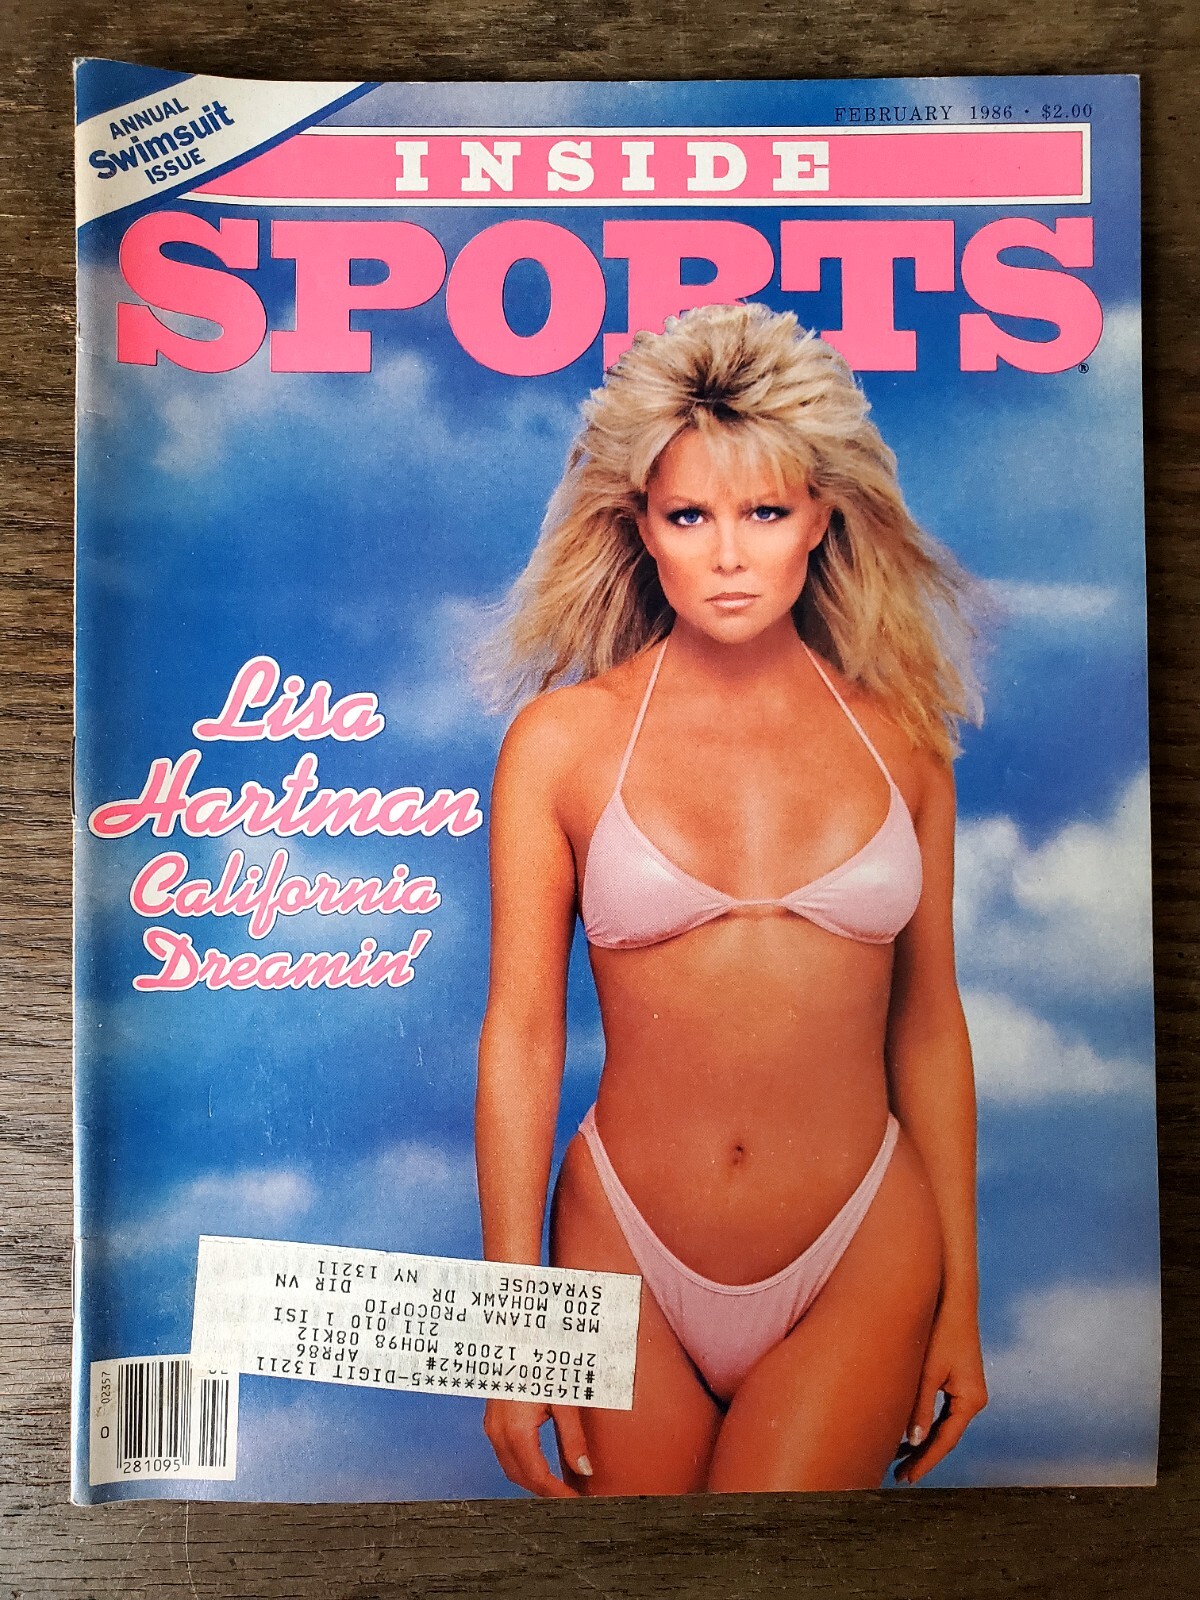 ANNUAL
Swimsuit
ISSUE
FEBRUARY 1986 · $2.00
INSIDE
SPORTS®
Lisa
Hartman
California
Dreamin'
#145C********5-DIGIT 13211
#11200/MOH42# APR86
2POC4 1200& MOH98 08K12
211 010 1 ISI
MRS DIANA PROCOPIO
200 MOHAWK DR DIR VN
SYRACUSE NY 13211
02357
0
281095